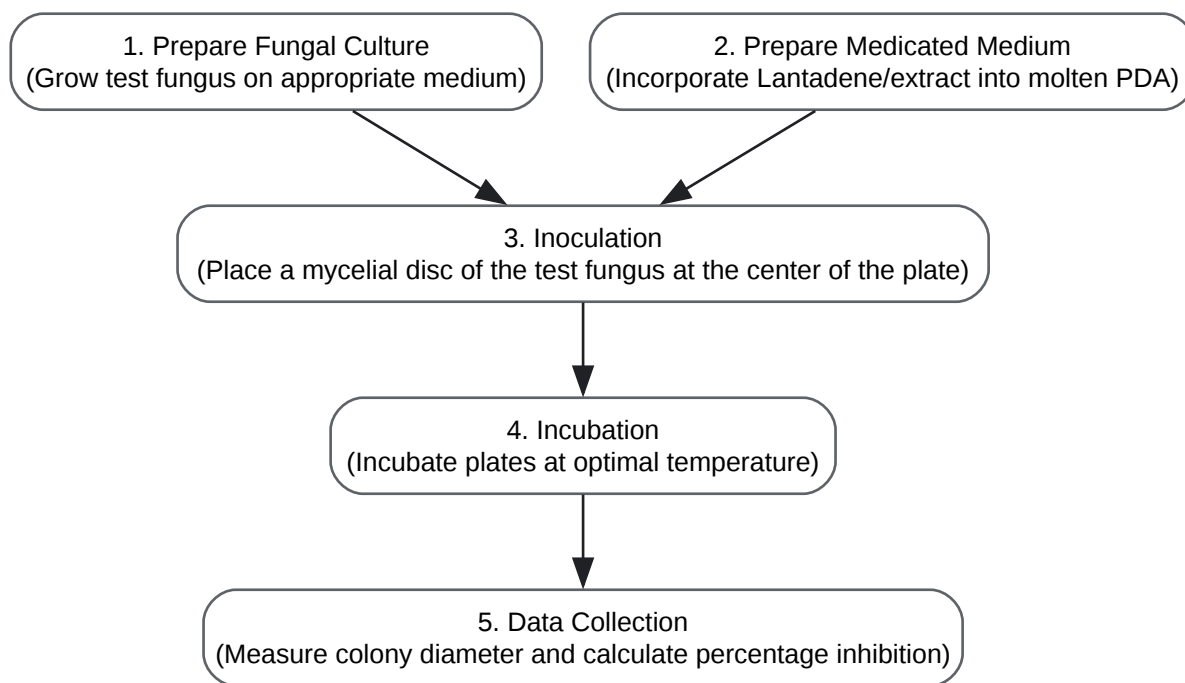 1. Prepare Fungal Culture
(Grow test fungus on appropriate medium)
2. Prepare Medicated Medium
(Incorporate Lantadene/extract into molten PDA)
3. Inoculation
(Place a mycelial disc of the test fungus at the center of the plate)
4. Incubation
(Incubate plates at optimal temperature)
5. Data Collection
(Measure colony diameter and calculate percentage inhibition)